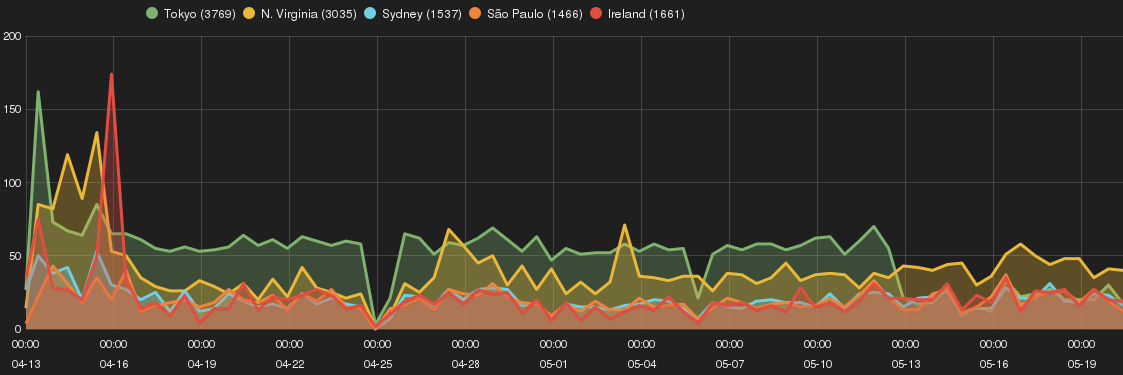 Tokyo (3769) N. Virginia (3035) Sydney (1537) São Paulo (1466) Ireland (1661)
200
150
100
50
0
00:00 00:00 00:00 00:00 00:00 00:00 00:00 00:00 00:00 00:00 00:00 00:00 00:00
04-13 04-16 04-19 04-22 04-25 04-28 05-01 05-04 05-07 05-10 05-13 05-16 05-19